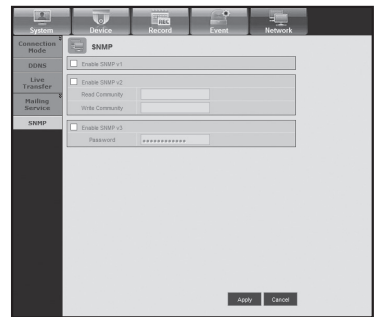 System Device Record Event Network
Connection
Mode
DDNS
Live
Transfer
Mailing
Service
SNMP
SNMP
Enable SNMP v1
Enable SNMP v2
Read Community
Write Community
Enable SNMP v3
Password ************
Apply Cancel